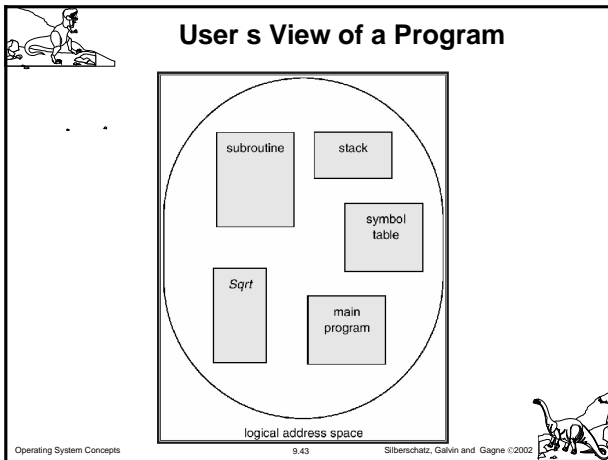 User s View of a Program
subroutine
stack
symbol
table
Sqrt
main
program
logical address space
Operating System Concepts
9.43
Silberschatz, Galvin and Gagne ©2002